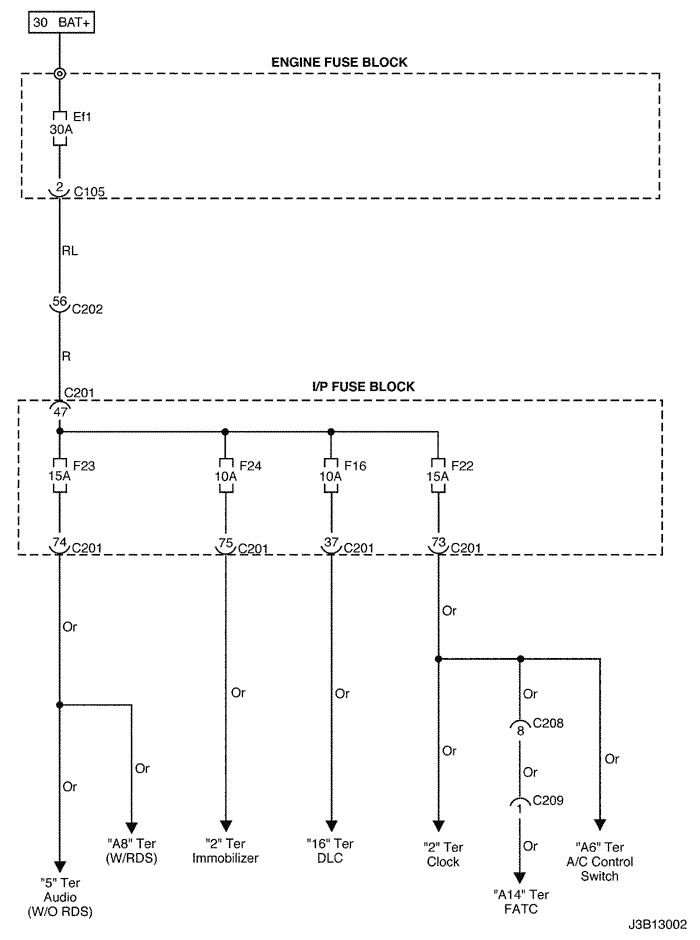 30 BAT+
ENGINE FUSE BLOCK
Ef1
30A
2
C105
RL
56
C202
R
C201
47
I/P FUSE BLOCK
F23
15A
F24
10A
F16
10A
F22
15A
74
C201
75
C201
37
C201
73
C201
Or
Or
Or
Or
Or
C208
8
Or
Or
Or
Or
Or
Or
C209
1
Or
"A8" Ter
(W/RDS)
"2" Ter
Immobilizer
"16" Ter
DLC
"2" Ter
Clock
"A6" Ter
A/C Control
Switch
"5" Ter
Audio
(W/O RDS)
"A14" Ter
FATC
J3B13002